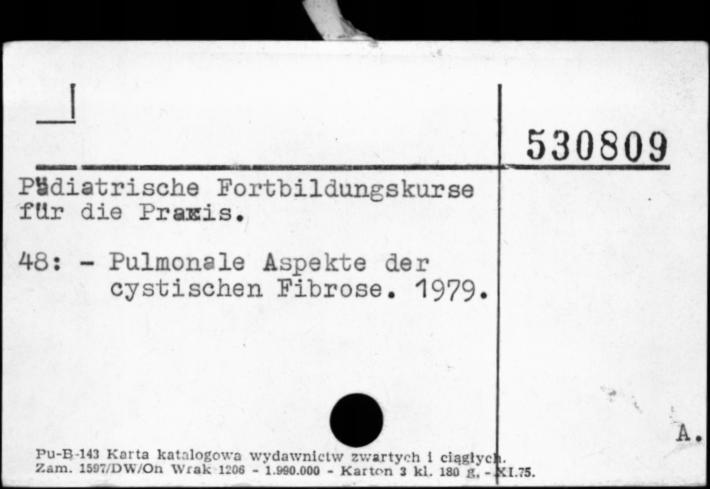 530809
Pädiatrische Fortbildungskurse
für die Praxis.
48: - Pulmonale Aspekte der
cystischen Fibrose. 1979.
A.
Pu-B-143 Karta katalogowa wydawnictw zwartych i ciągłych.
Zam. 1597/DW/On Wrak 1206 - 1.990.000 - Karton 3 kl. 180 g. - XI.75.